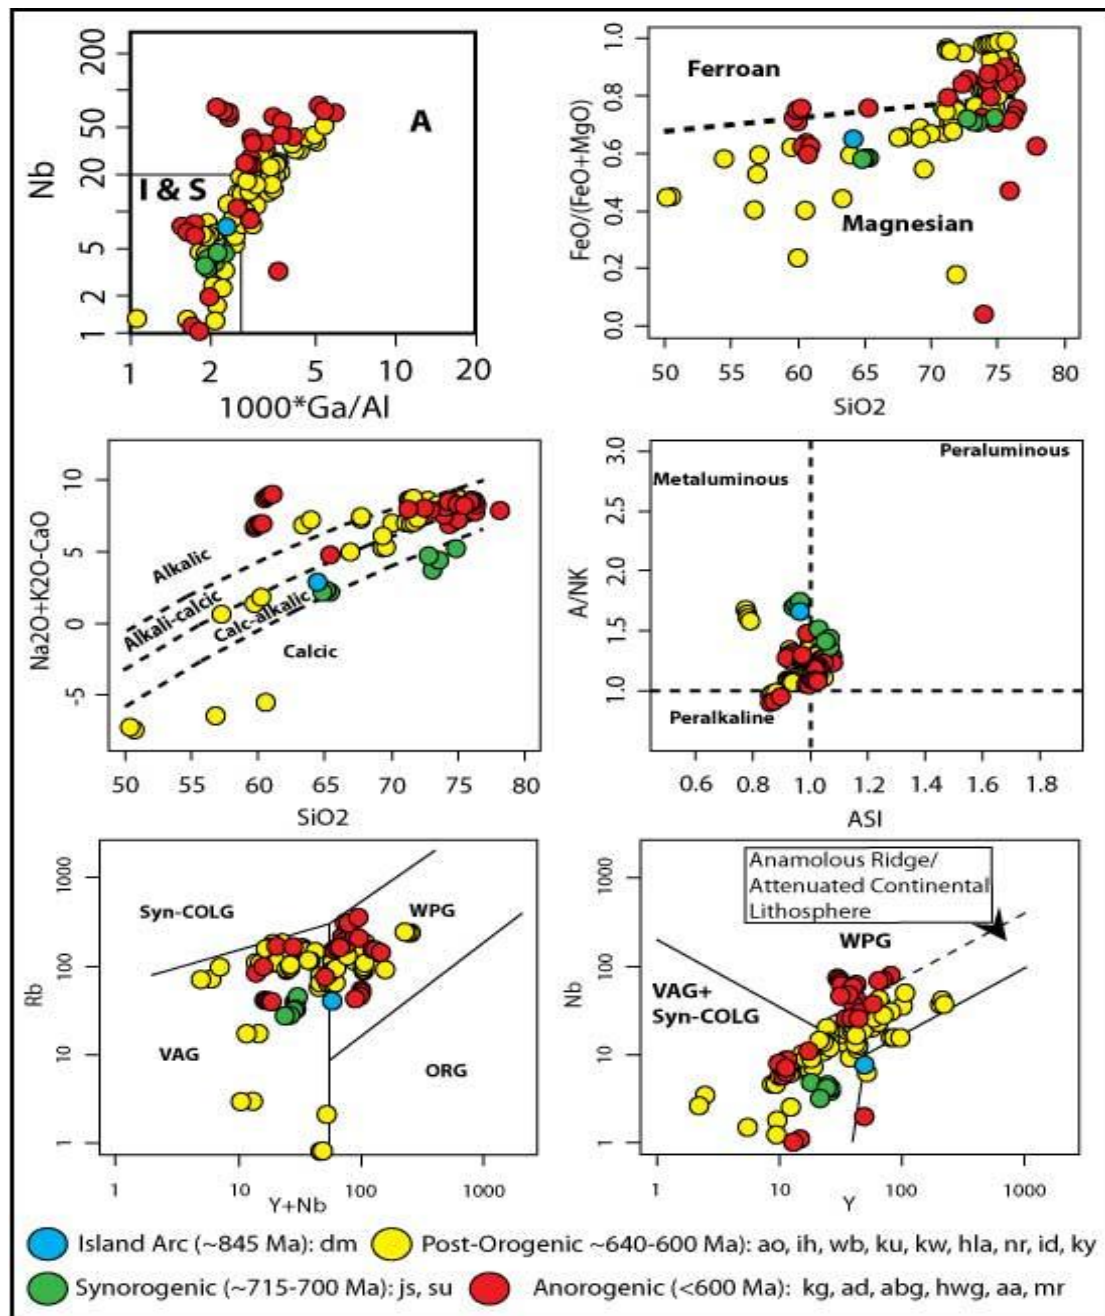 200
50
20
5
2
1
Nb
A
I & S
1
2
5
20
1000*Ga/Al
1.0
0.8
0.6
0.4
0.2
0.0
FeO/(FeO+MgO)
Ferroan
Magnesian
50
60
65
70
75
80
SiO2
10
5
0
-5
Na2O+K2O-CaO
Alkalic
Alkali-calcic
Calc-alkalic
Calcic
50
55
60
65
70
75
80
SiO2
3.0
2.5
2.0
1.5
1.0
A/NK
Metaluminous
Peraluminous
Peralkaline
0.6
0.8
1.0
1.2
1.4
1.6
1.8
ASI
1000
100
10
1
Rb
Syn-COLG
WPG
VAG
ORG
1
10
100
1000
Y+Nb
1000
100
10
1
Nb
Anamolous Ridge/
Attenuated Continental
Lithosphere
WPG
VAG+
Syn-COLG
1
10
100
1000
Y
Island Arc (~845 Ma): dm
Post-Orogenic ~640-600 Ma): ao, ih, wb, ku, kw, hla, nr, id, ky
Synorogenic (~715-700 Ma): js, su
Anorogenic (<600 Ma): kg, ad, abg, hwg, aa, mr